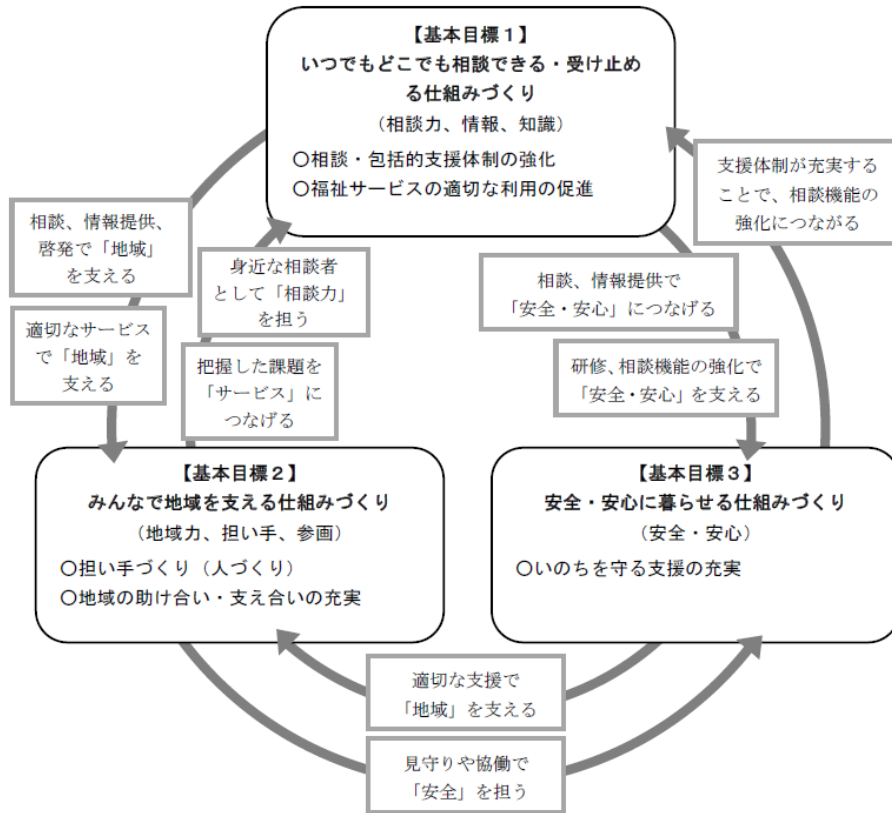 【基本目標１】
いつでもどこでも相談できる・受け止め
る仕組みづくり
（相談力、情報、知識）
〇相談・包括的支援体制の強化
〇福祉サービスの適切な利用の促進
相談、情報提供、
啓発で「地域」
を支える
適切なサービス
で「地域」を
支える
身近な相談者
として「相談力」
を担う
把握した課題を
「サービス」に
つなげる
支援体制が充実する
ことで、相談機能の
強化につながる
相談、情報提供で
「安全・安心」につなげる
研修、相談機能の強化で
「安全・安心」を支える
【基本目標２】
みんなで地域を支える仕組みづくり
（地域力、担い手、参画）
〇担い手づくり（人づくり）
〇地域の助け合い・支え合いの充実
【基本目標３】
安全・安心に暮らせる仕組みづくり
（安全・安心）
〇いのちを守る支援の充実
適切な支援で
「地域」を支える
見守りや協働で
「安全」を担う